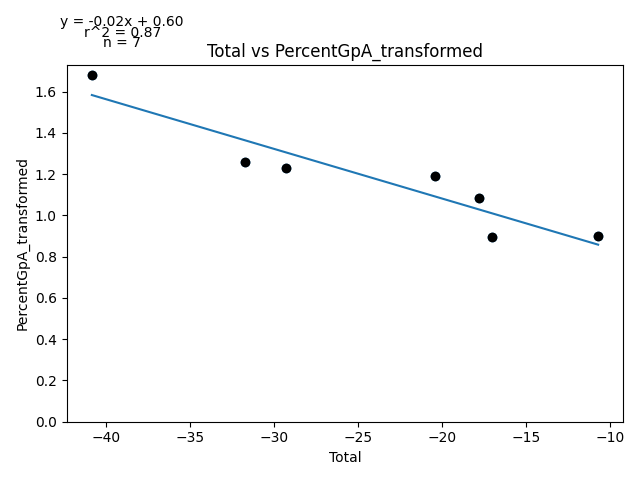 y = -0.02x + 0.60
r^2 = 0.87
n = 7
Total vs PercentGpA_transformed
PercentGpA_transformed
1.6
1.4
1.2
1.0
0.8
0.6
0.4
0.2
0.0
−40 −35 −30 −25 −20 −15 −10
Total